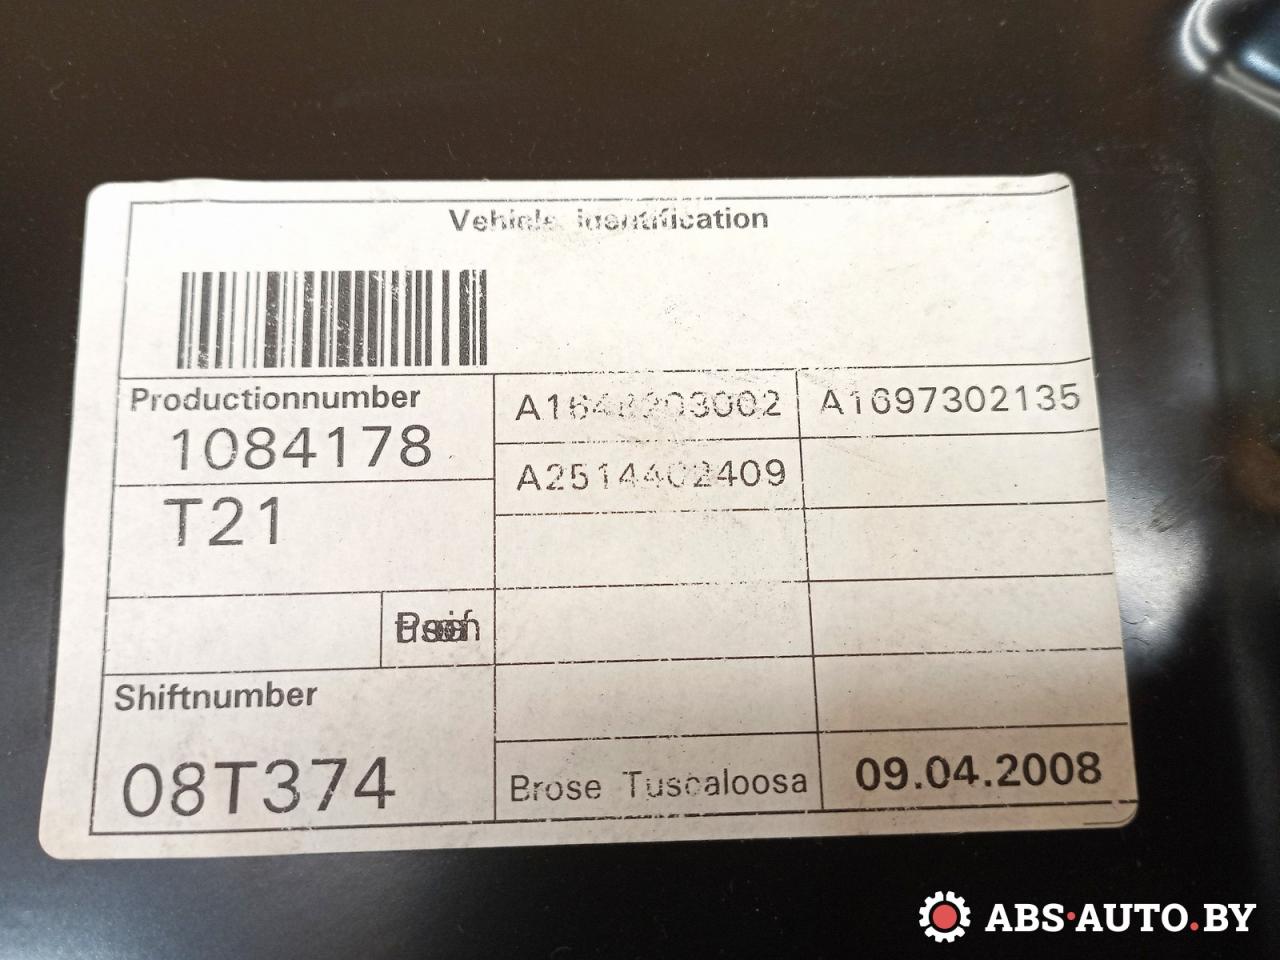 Vehicle identification
Productionnumber
1084178
A1697302135
A2514402409
T21
Shiftnumber
08T374
Brose Tuscaloosa
09.04.2008
ABS·AUTO.BY